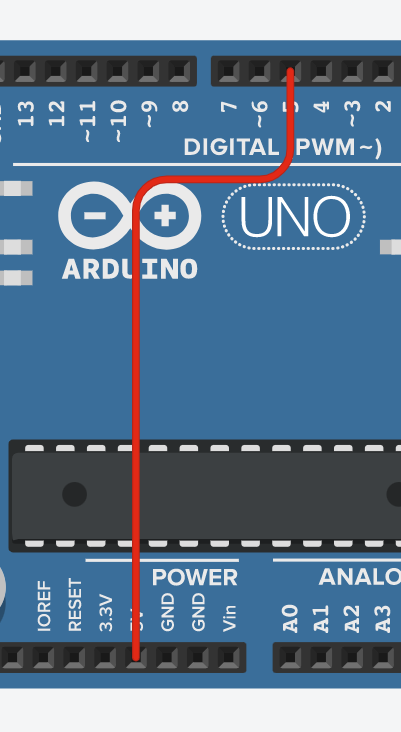 13 12 ~11 ~10 ~9 8 7 ~6 5 4 ~3 2
DIGITAL PWM~)
− +
UNO
ARDUINO
POWER ANALO
IOREF RESET 3.3V 5V GND GND Vin A0 A1 A2 A3